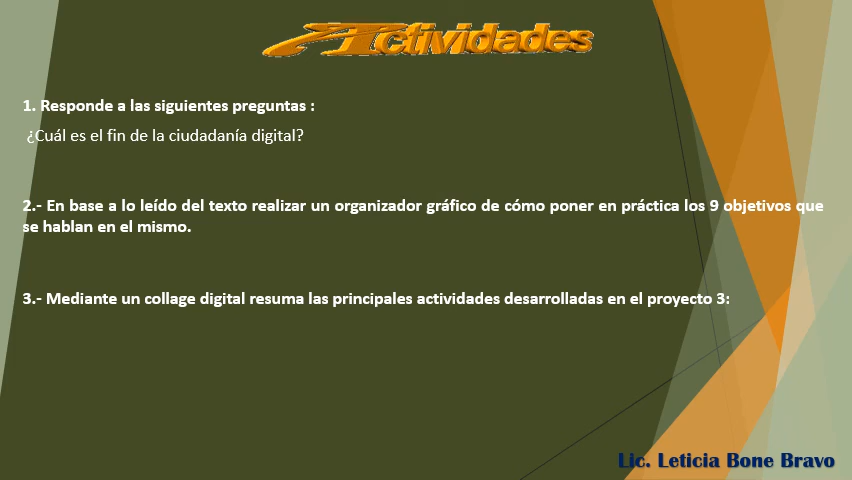 Actividades
1. Responde a las siguientes preguntas :
¿Cuál es el fin de la ciudadanía digital?
2.- En base a lo leído del texto realizar un organizador gráfico de cómo poner en práctica los 9 objetivos que
se hablan en el mismo.
3.- Mediante un collage digital resuma las principales actividades desarrolladas en el proyecto 3:
Lic. Leticia Bone Bravo